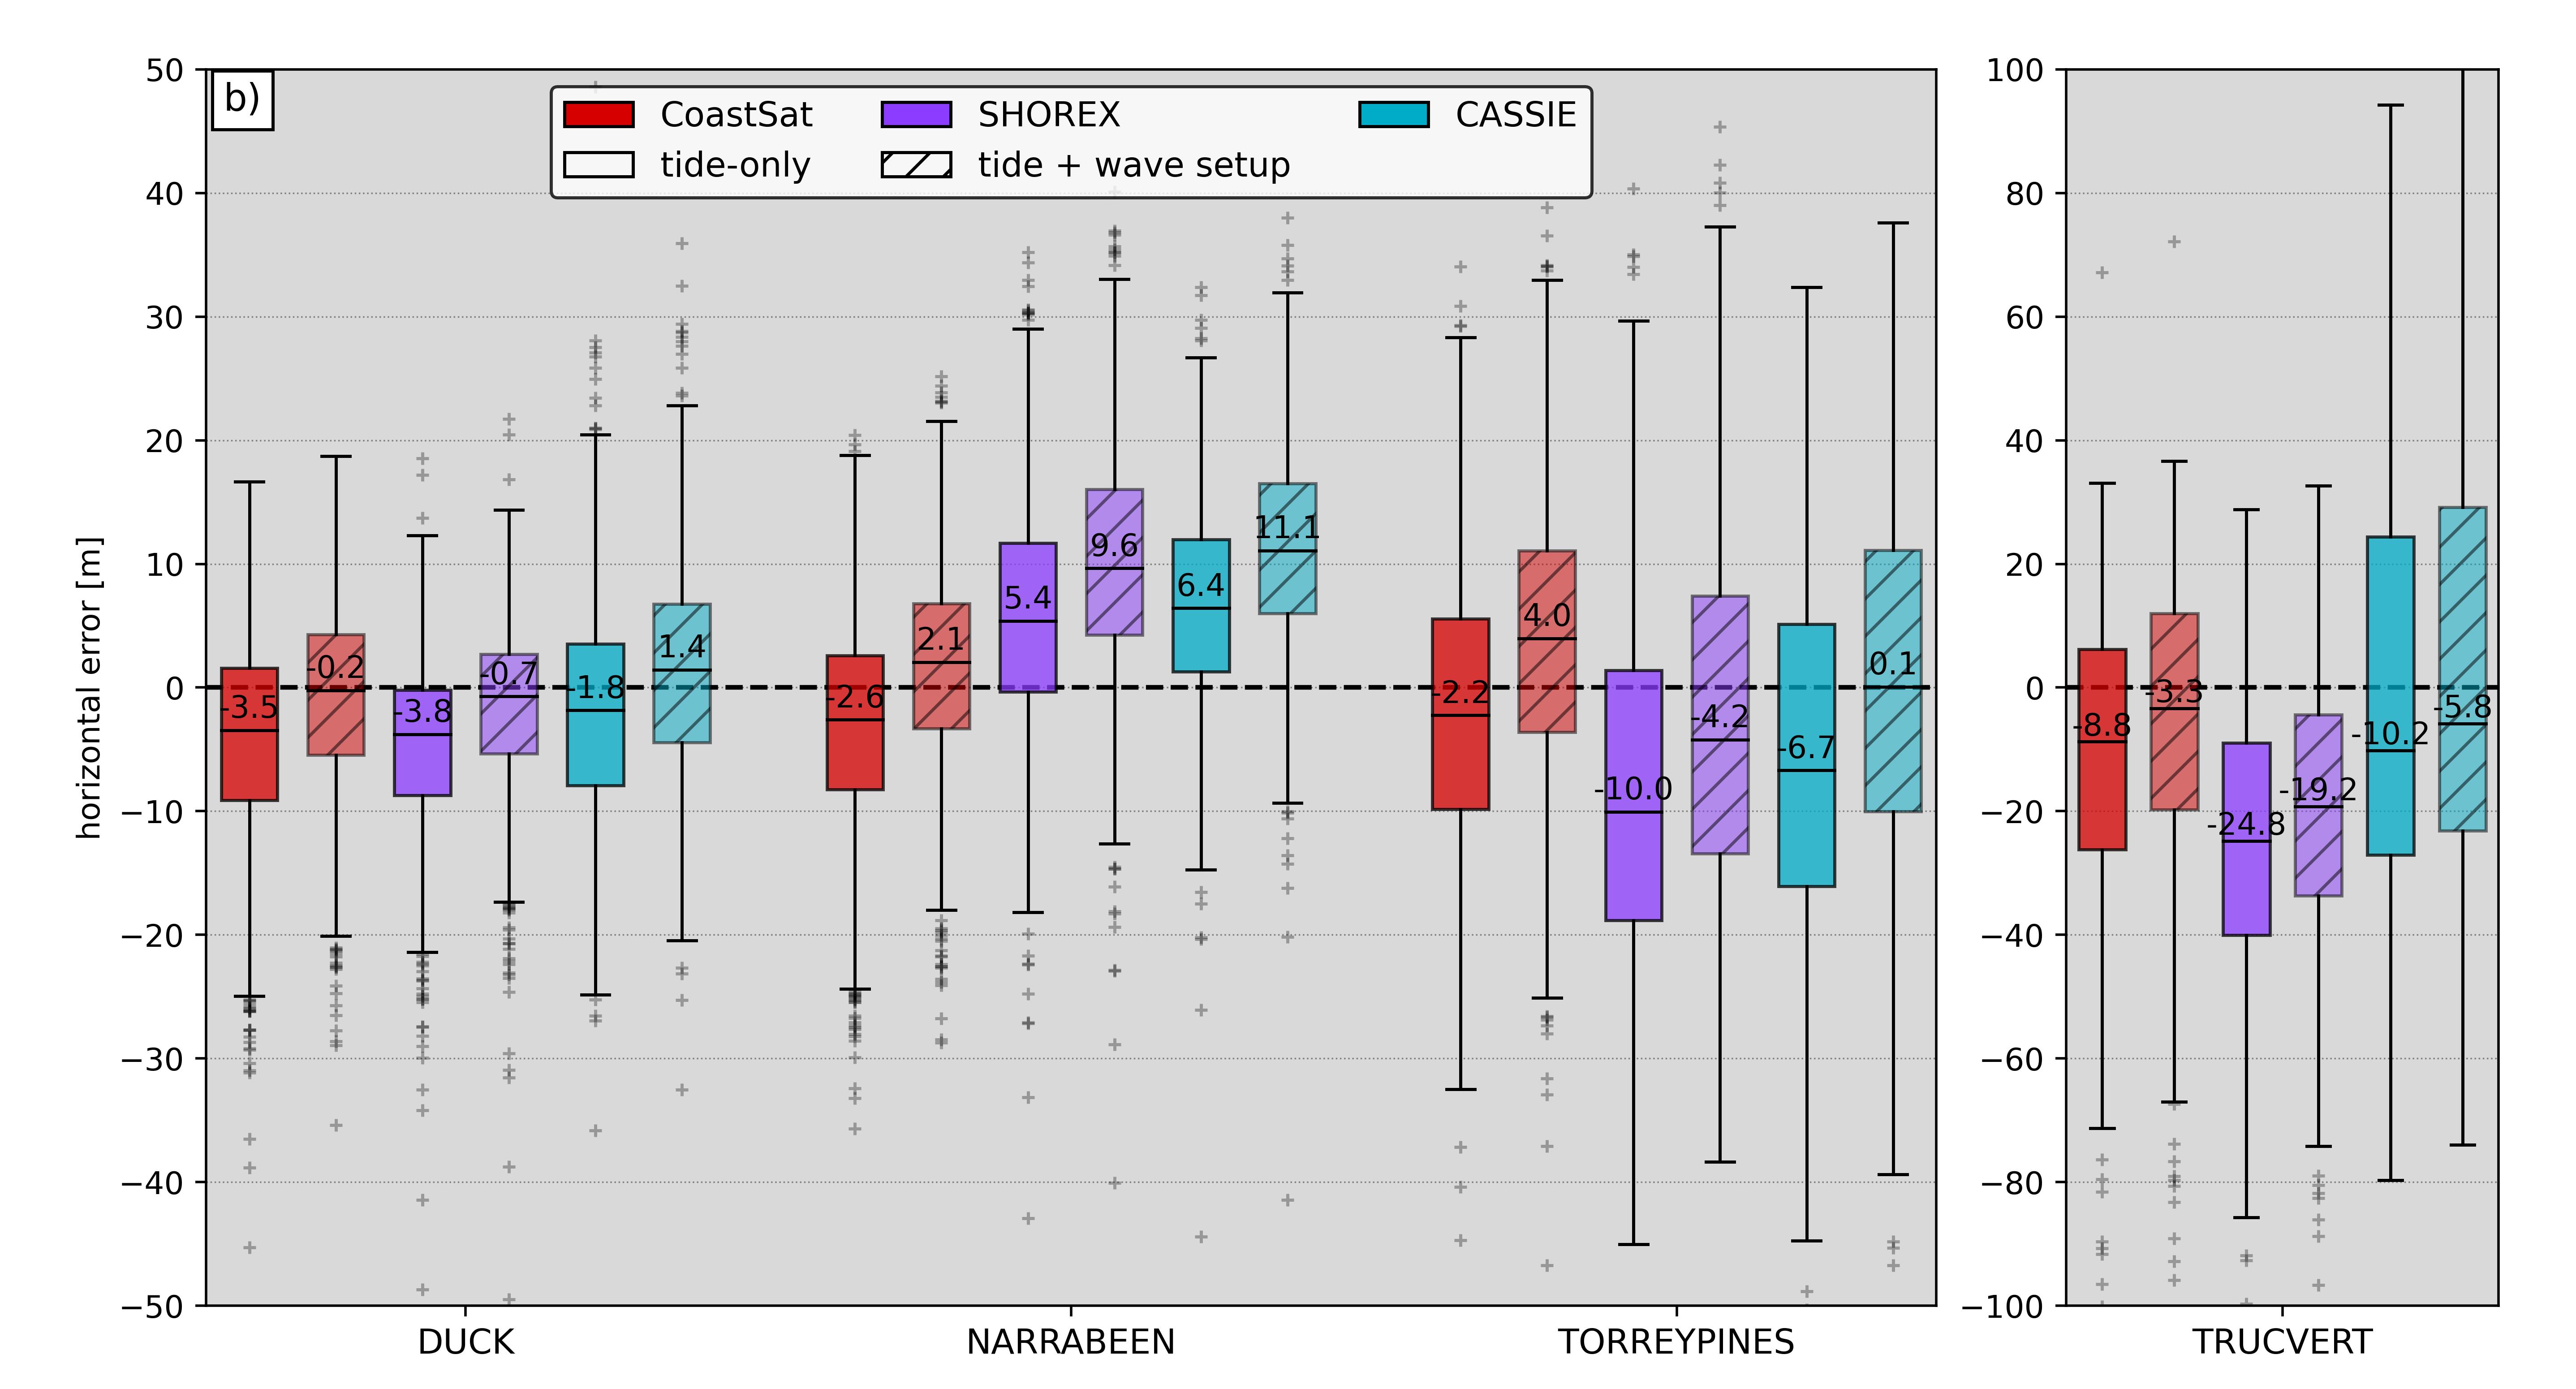 b)
CoastSat SHOREX CASSIE
tide-only tide + wave setup
horizontal error [m]
50
40
30
20
10
0
−10
−20
−30
−40
−50
-3.5 -0.2 -3.8 -0.7 -1.8 1.4
-2.6 2.1 5.4 9.6 6.4 11.1
-2.2 4.0 -10.0 -4.2 -6.7 0.1
DUCK NARRABEEN TORREYPINES
100
80
60
40
20
0
−20
−40
−60
−80
−100
-8.8 -3.3 -24.8 -19.2 -10.2 -5.8
TRUCVERT